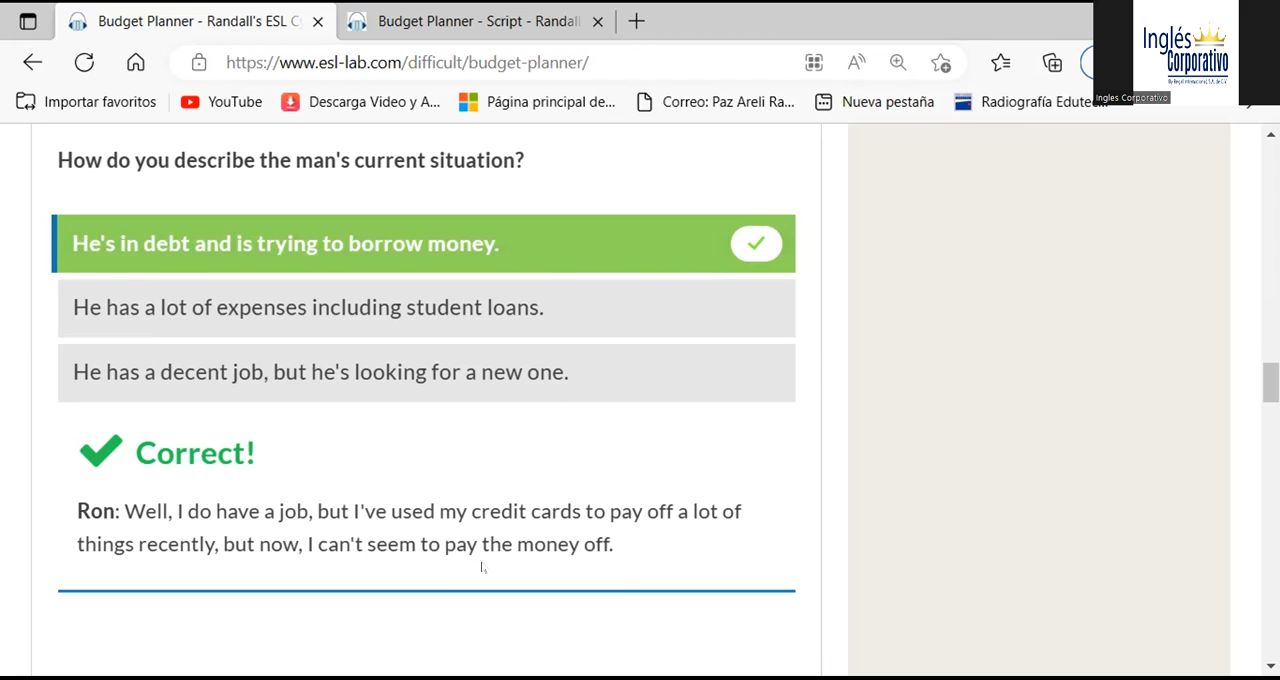 Budget Planner - Randall's ESL C
Budget Planner - Script - Randal
https://www.esl-lab.com/difficult/budget-planner/
Importar favoritos
YouTube
Descarga Video y A...
Página principal de...
Correo: Paz Areli Ra...
Nueva pestaña
Radiografía Edute
Inglés
Corporativo
Ingles Corporativo
How do you describe the man's current situation?
He's in debt and is trying to borrow money.
He has a lot of expenses including student loans.
He has a decent job, but he's looking for a new one.
Correct!
Ron: Well, I do have a job, but I've used my credit cards to pay off a lot of
things recently, but now, I can't seem to pay the money off.